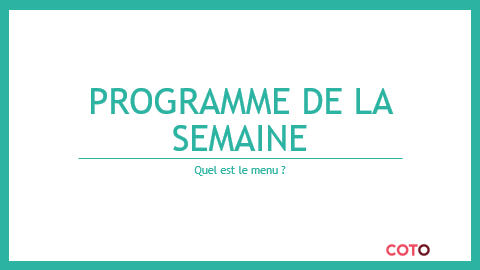 PROGRAMME DE LA
SEMAINE
Quel est le menu ?
COTO